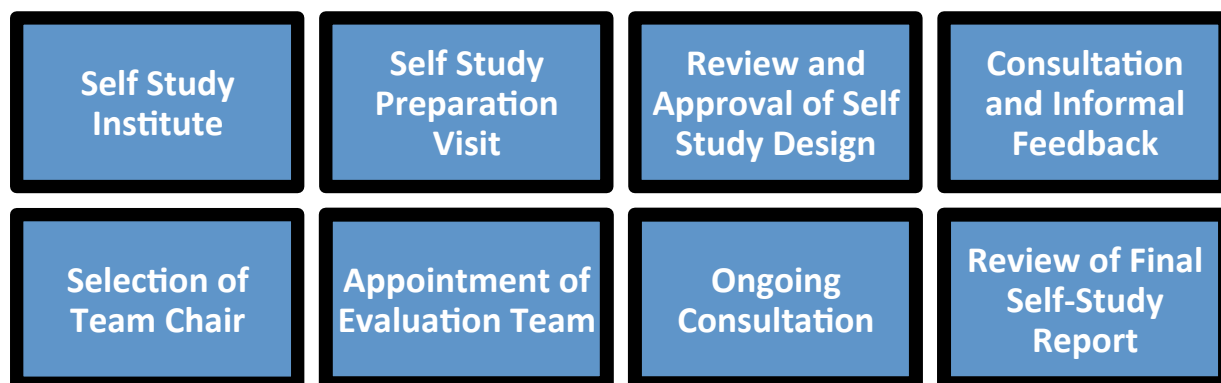 Self Study
Institute
Self Study
Preparation
Visit
Review and
Approval of Self
Study Design
Consultation
and Informal
Feedback
Selection of
Team Chair
Appointment of
Evaluation Team
Ongoing
Consultation
Review of Final
Self-Study
Report